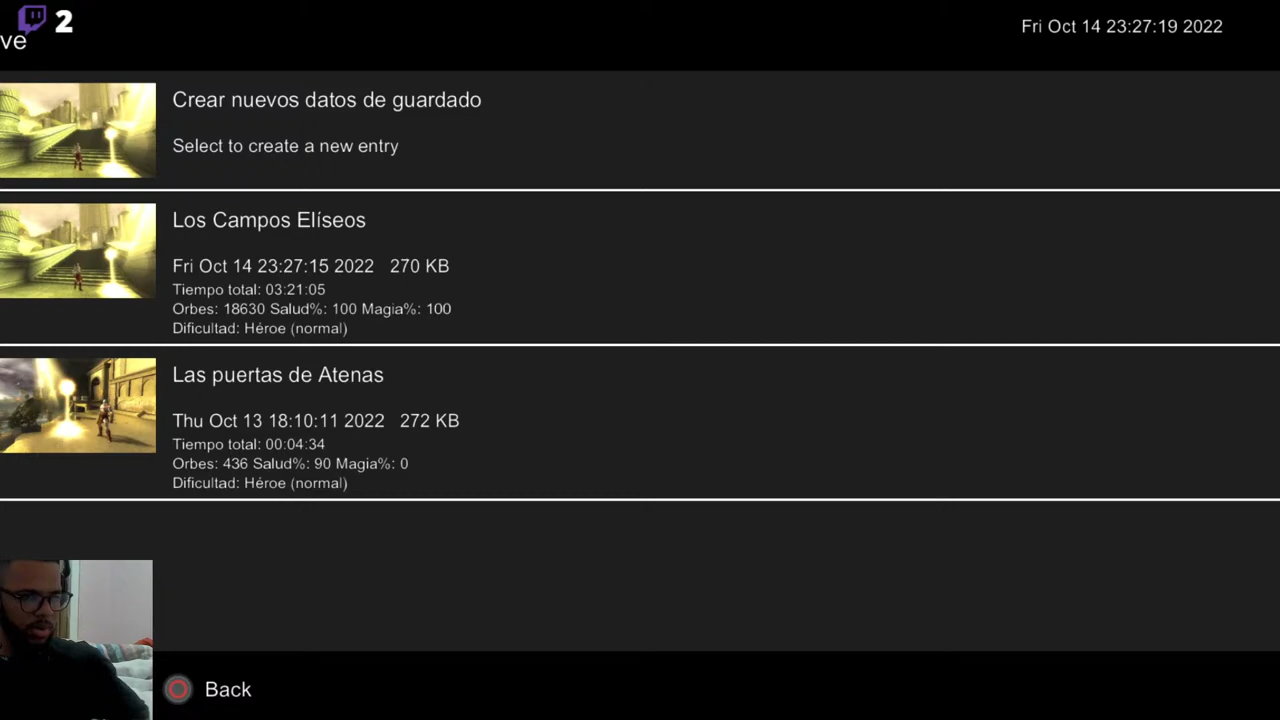 2
ve
Fri Oct 14 23:27:19 2022
Crear nuevos datos de guardado
Select to create a new entry
Los Campos Elíseos
Fri Oct 14 23:27:15 2022 270 KB
Tiempo total: 03:21:05
Orbes: 18630 Salud%: 100 Magia%: 100
Dificultad: Héroe (normal)
Las puertas de Atenas
Thu Oct 13 18:10:11 2022 272 KB
Tiempo total: 00:04:34
Orbes: 436 Salud%: 90 Magia%: 0
Dificultad: Héroe (normal)
Back